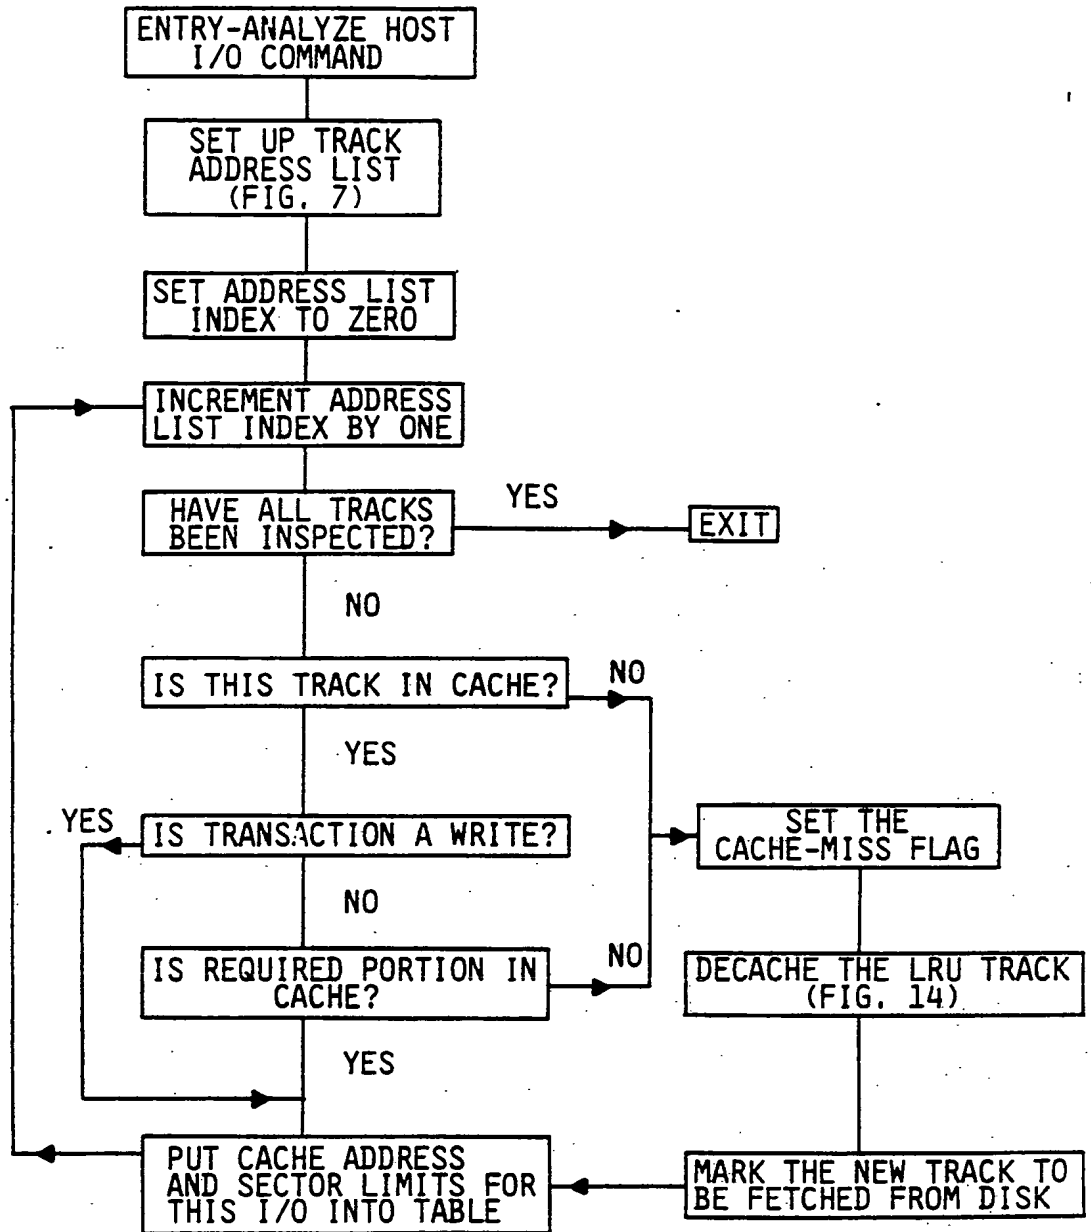 ENTRY-ANALYZE HOST
I/O COMMAND
SET UP TRACK
ADDRESS LIST
(FIG. 7)
SET ADDRESS LIST
INDEX TO ZERO
INCREMENT ADDRESS
LIST INDEX BY ONE
HAVE ALL TRACKS
BEEN INSPECTED?
YES
EXIT
NO
IS THIS TRACK IN CACHE?
NO
YES
YES
IS TRANSACTION A WRITE?
SET THE
CACHE-MISS FLAG
NO
IS REQUIRED PORTION IN
CACHE?
NO
DECACHE THE LRU TRACK
(FIG. 14)
YES
PUT CACHE ADDRESS
AND SECTOR LIMITS FOR
THIS I/O INTO TABLE
MARK THE NEW TRACK TO
BE FETCHED FROM DISK